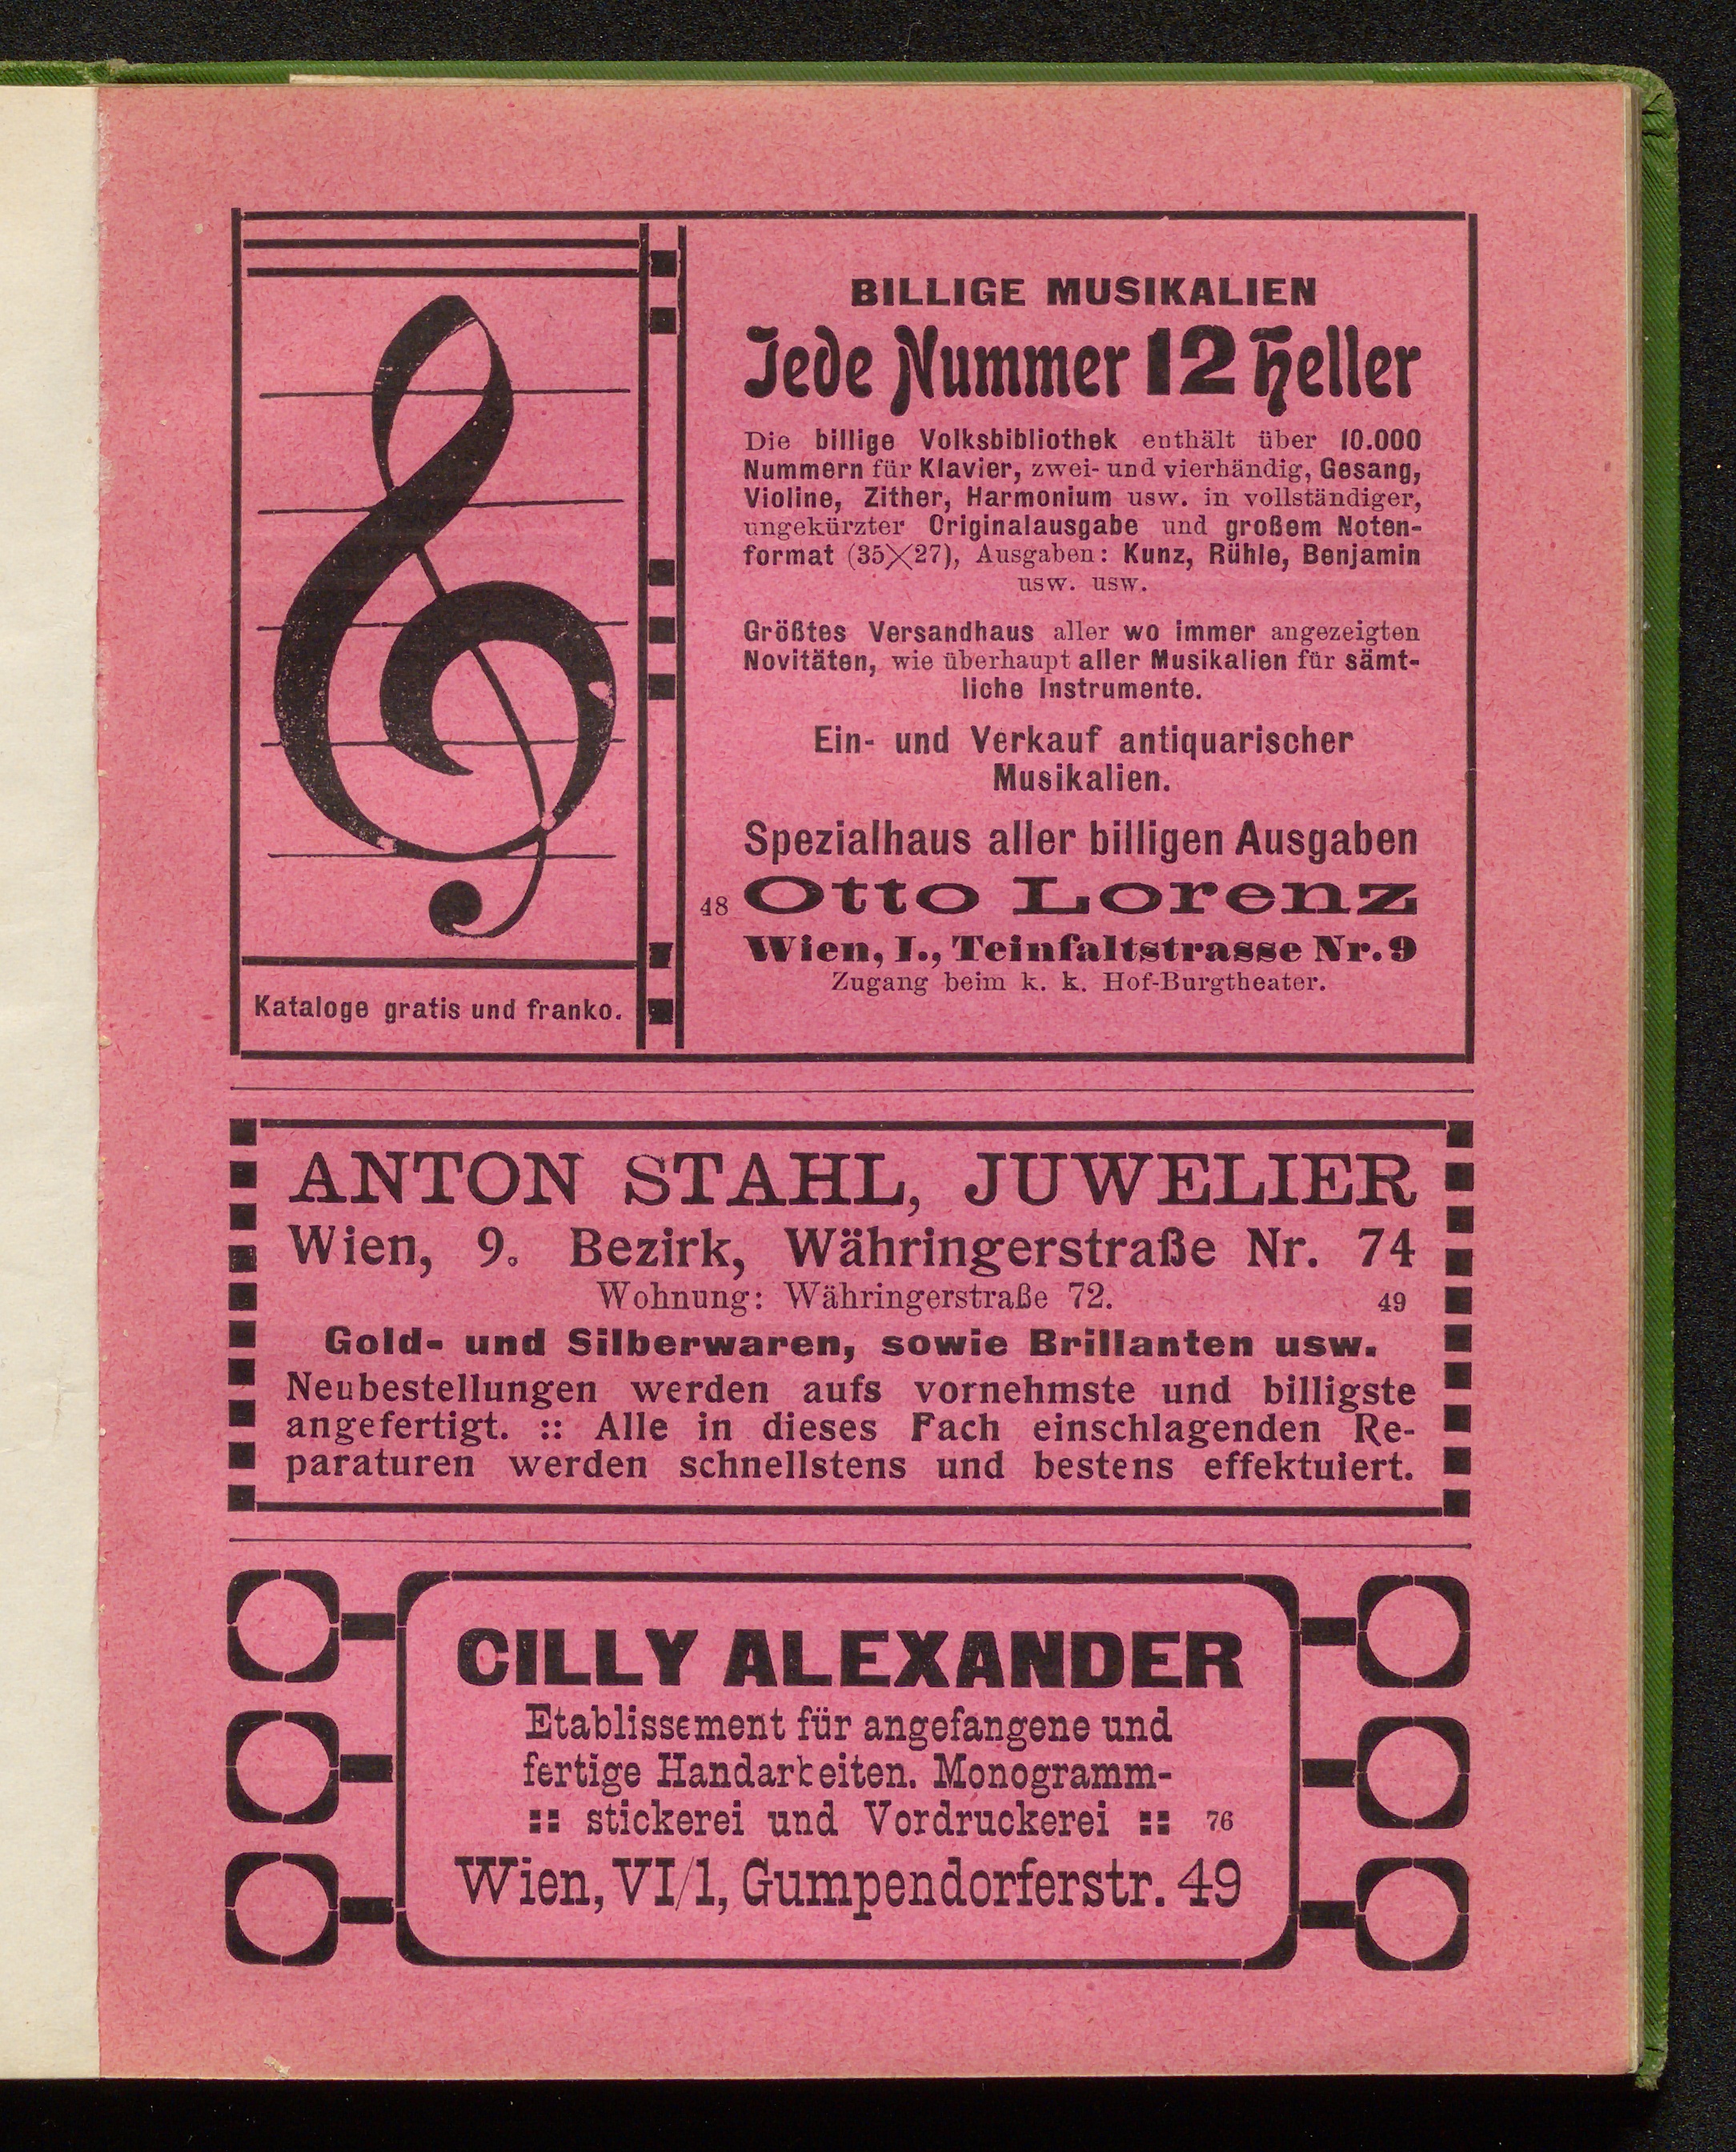 BILLIGE MUSIKALIEN
Jede Nummer 12 Heller
Die billige Volksbibliothek enthält über 10.000
Nummern für Klavier, zwei- und vierhändig, Gesang,
Violine, Zither, Harmonium usw. in vollständiger,
ungekürzter Originalausgabe und großem Noten-
format (35×27), Ausgaben: Kunz, Rühle, Benjamin
usw. usw.
Größtes Versandhaus aller wo immer angezeigten
Novitäten, wie überhaupt aller Musikalien für sämt-
liche Instrumente.
Ein- und Verkauf antiquarischer
Musikalien.
Spezialhaus aller billigen Ausgaben
48 Otto Lorenz
Wien, I., Teinfaltstrasse Nr. 9
Zugang beim k. k. Hof-Burgtheater.
Kataloge gratis und franko.
ANTON STAHL, JUWELIER
Wien, 9. Bezirk, Währingerstraße Nr. 74
Wohnung: Währingerstraße 72. 49
Gold- und Silberwaren, sowie Brillanten usw.
Neubestellungen werden aufs vornehmste und billigste
angefertigt. :: Alle in dieses Fach einschlagenden Re-
paraturen werden schnellstens und bestens effektuiert.
CILLY ALEXANDER
Etablissement für angefangene und
fertige Handarbeiten. Monogramm-
:: stickerei und Vordruckerei :: 76
Wien, VI/1, Gumpendorferstr. 49